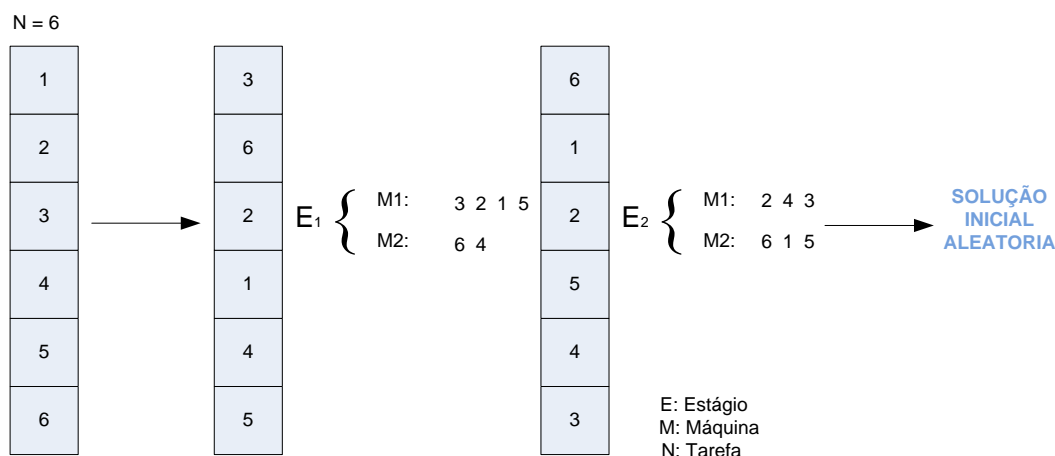 N = 6
1
2
3
4
5
6
3
6
2
1
4
5
E1
M1: 3 2 1 5
M2: 6 4
6
1
2
5
4
3
E2
M1: 2 4 3
M2: 6 1 5
SOLUÇÃO
INICIAL
ALEATORIA
E: Estágio
M: Máquina
N: Tarefa